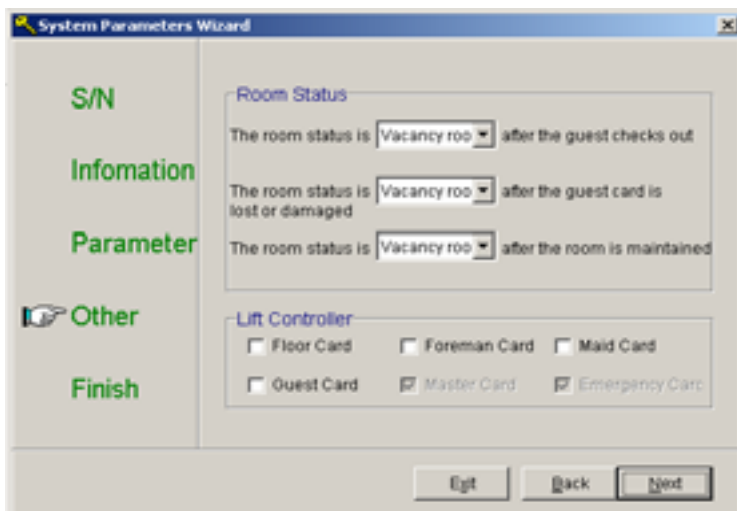 System Parameters Wizard
S/N
Infomation
Parameter
Other
Finish
Room Status
The room status is Vacancy roo after the guest checks out
The room status is Vacancy roo after the guest card is
lost or damaged
The room status is Vacancy roo after the room is maintained
Lift Controller
Floor Card Foreman Card Maid Card
Guest Card Master Card Emergency Carc
Exit Back Next